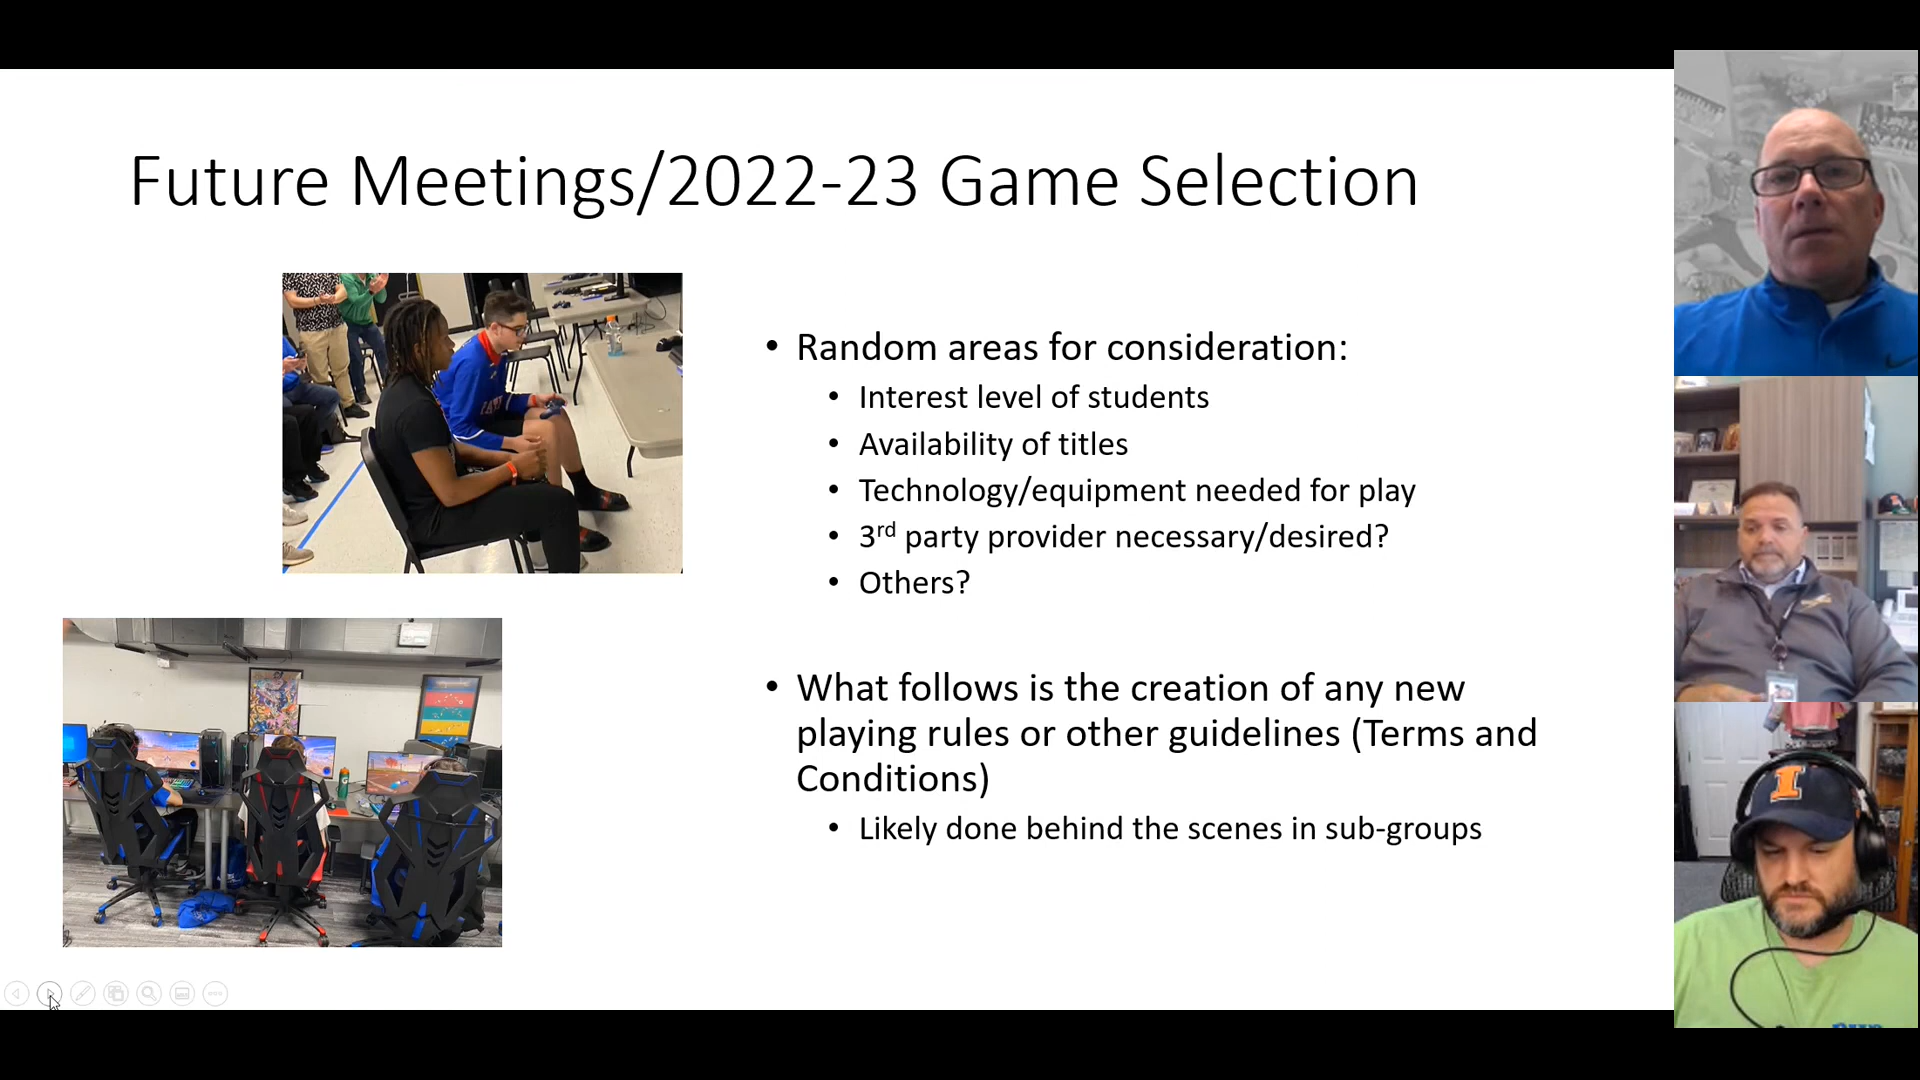 Future Meetings/2022-23 Game Selection
• Random areas for consideration:
• Interest level of students
• Availability of titles
• Technology/equipment needed for play
• 3rd party provider necessary/desired?
• Others?
• What follows is the creation of any new
playing rules or other guidelines (Terms and
Conditions)
• Likely done behind the scenes in sub-groups
I